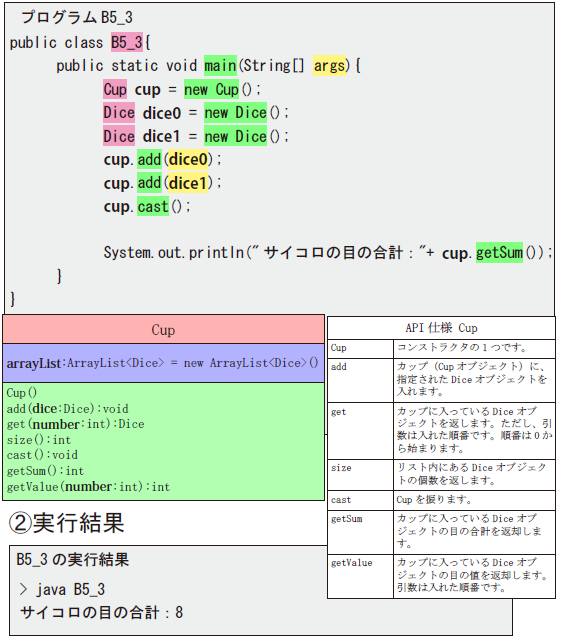 プログラム B5_3
public class B5_3{
public static void main(String[] args){
Cup cup = new Cup();
Dice dice0 = new Dice();
Dice dice1 = new Dice();
cup.add(dice0);
cup.add(dice1);
cup.cast();
System.out.println("サイコロの目の合計："+ cup.getSum());
}
}
Cup
arrayList:ArrayList<Dice> = new ArrayList<Dice>()
Cup()
add(dice:Dice):void
get(number:int):Dice
size():int
cast():void
getSum():int
getValue(number:int):int
API 仕様 Cup
Cup コンストラクタの１つです。
add カップ（Cup オブジェクト）に、
指定された Dice オブジェクトを
入れます。
get カップに入っている Dice オブ
ジェクトを返します。ただし、引
数は入れた順番です。順番は 0 か
ら始まります。
size リスト内にある Dice オブジェク
トの個数を返します。
cast Cup を振ります。
getSum カップに入っている Dice オブ
ジェクトの目の合計を返却しま
す。
getValue カップに入っている Dice オブ
ジェクトの目の値を返却します。
引数は入れた順番です。
②実行結果
B5_3 の実行結果
> java B5_3
サイコロの目の合計：8